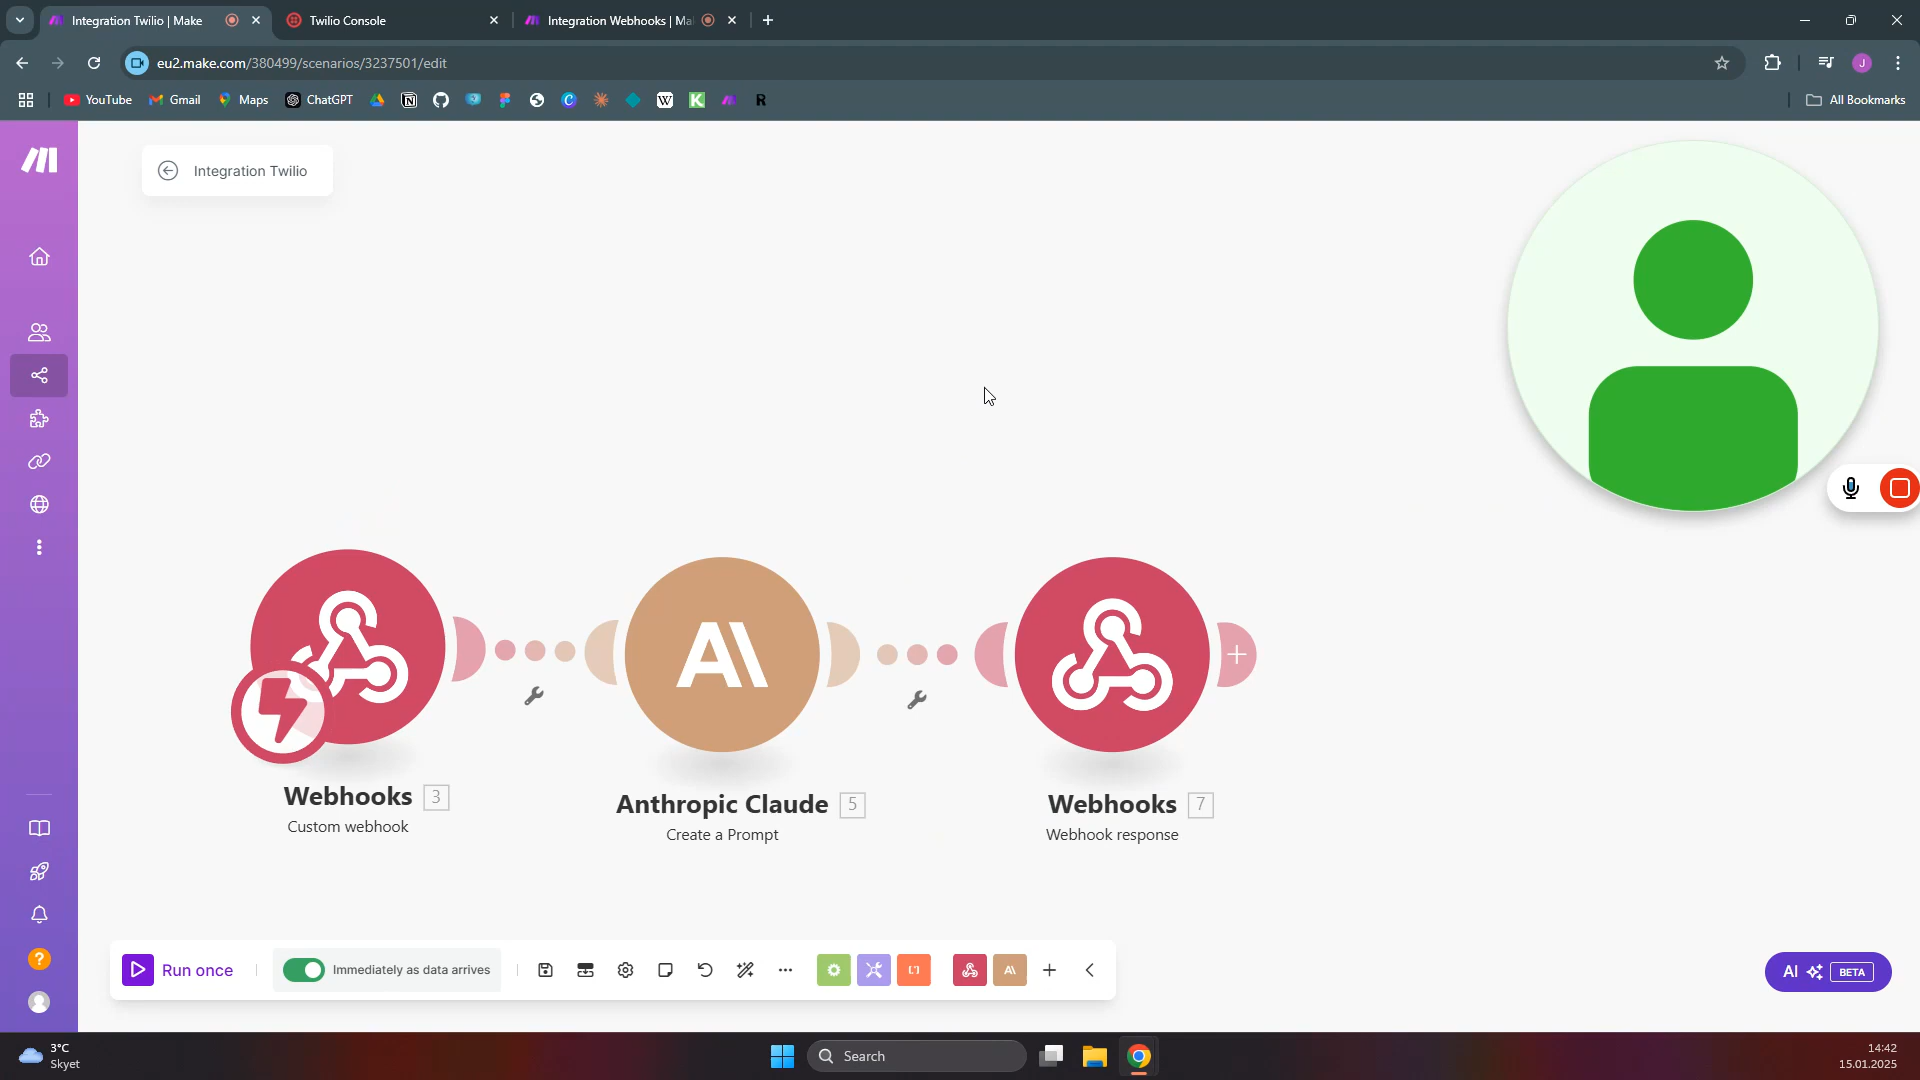 Integration Twilio | Make
Twilio Console
Integration Webhooks | Ma
eu2.make.com/380499/scenarios/3237501/edit
J
YouTube
Gmail
Maps
ChatGPT
All Bookmarks
Integration Twilio
Webhooks 3
Custom webhook
Anthropic Claude 5
Create a Prompt
Webhooks 7
Webhook response
Run once
Immediately as data arrives
AI BETA
3°C
Skyet
Search
14:42
15.01.2025